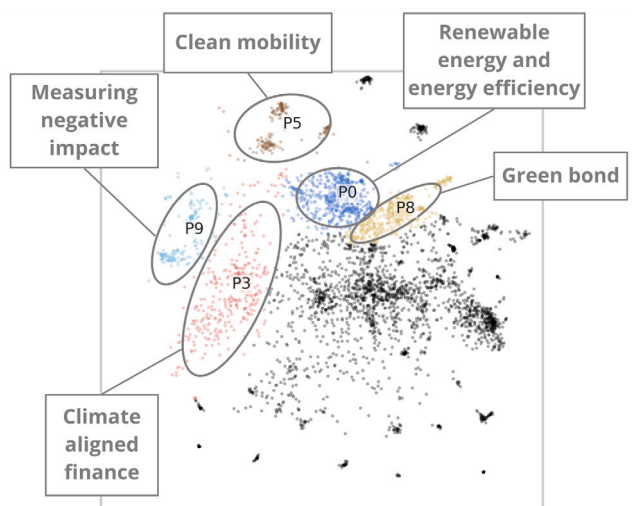 Clean mobility
Renewable
energy and
energy efficiency
Measuring
negative
impact
P5
Green bond
P0
P8
P9
P3
Climate
aligned
finance